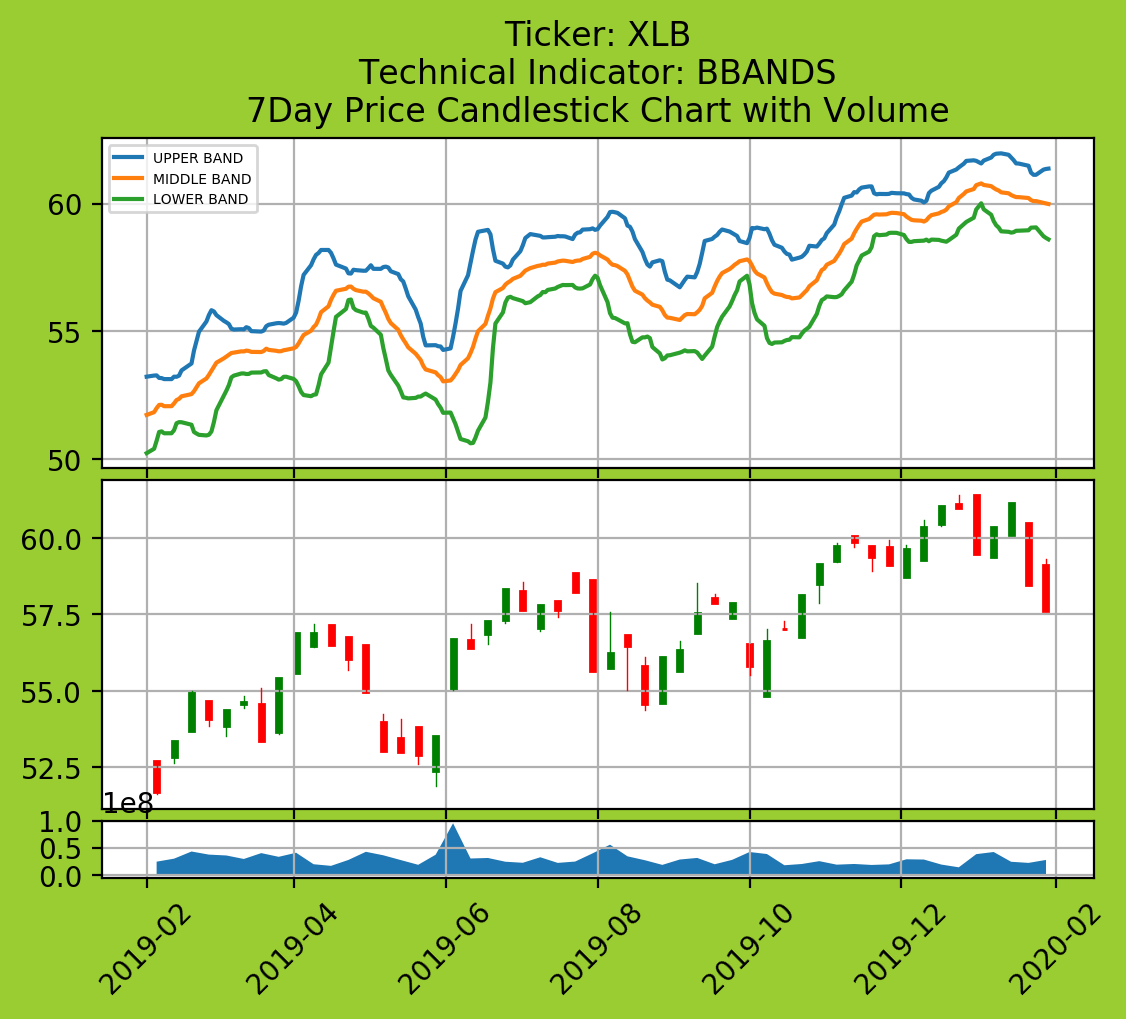 Ticker: XLB
Technical Indicator: BBANDS
7Day Price Candlestick Chart with Volume
UPPER BAND
MIDDLE BAND
LOWER BAND
60
55
50
60.0
57.5
55.0
52.5
1e8
1.0
0.5
0.0
2019-02
2019-04
2019-06
2019-08
2019-10
2019-12
2020-02